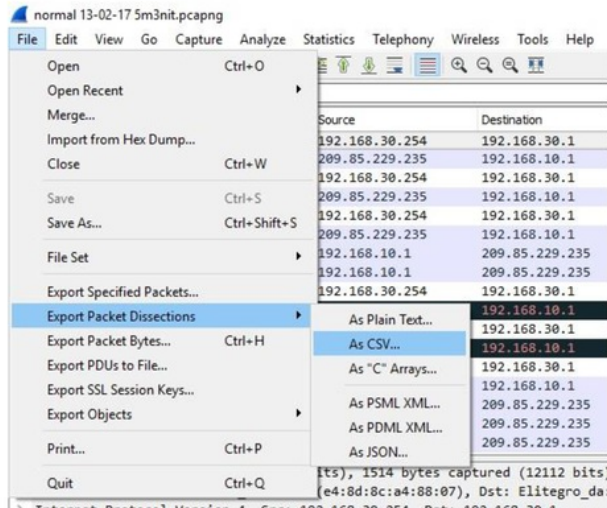 normal 13-02-17 5m3nit.pcapng
File Edit View Go Capture Analyze Statistics Telephony Wireless Tools Help
Open Ctrl+O
Open Recent
Merge...
Import from Hex Dump...
Close Ctrl+W
Save Ctrl+S
Save As... Ctrl+Shift+S
File Set
Export Specified Packets...
Export Packet Dissections
Export Packet Bytes... Ctrl+H
Export PDUs to File...
Export SSL Session Keys...
Export Objects
Print... Ctrl+P
Quit Ctrl+Q
As Plain Text...
As CSV...
As "C" Arrays...
As PSML XML...
As PDML XML...
As JSON...
Source Destination
192.168.30.254 192.168.30.1
209.85.229.235 192.168.10.1
192.168.30.254 192.168.30.1
209.85.229.235 192.168.10.1
192.168.30.254 192.168.30.1
209.85.229.235 192.168.10.1
192.168.10.1 209.85.229.235
192.168.10.1 209.85.229.235
192.168.30.254 192.168.30.1
192.168.10.1
192.168.30.1
192.168.10.1
192.168.30.1
192.168.10.1
209.85.229.235
209.85.229.235
209.85.229.235
its), 1514 bytes captured (12112 bits)
(e4:8d:8c:a4:88:07), Dst: Elitegro_da: